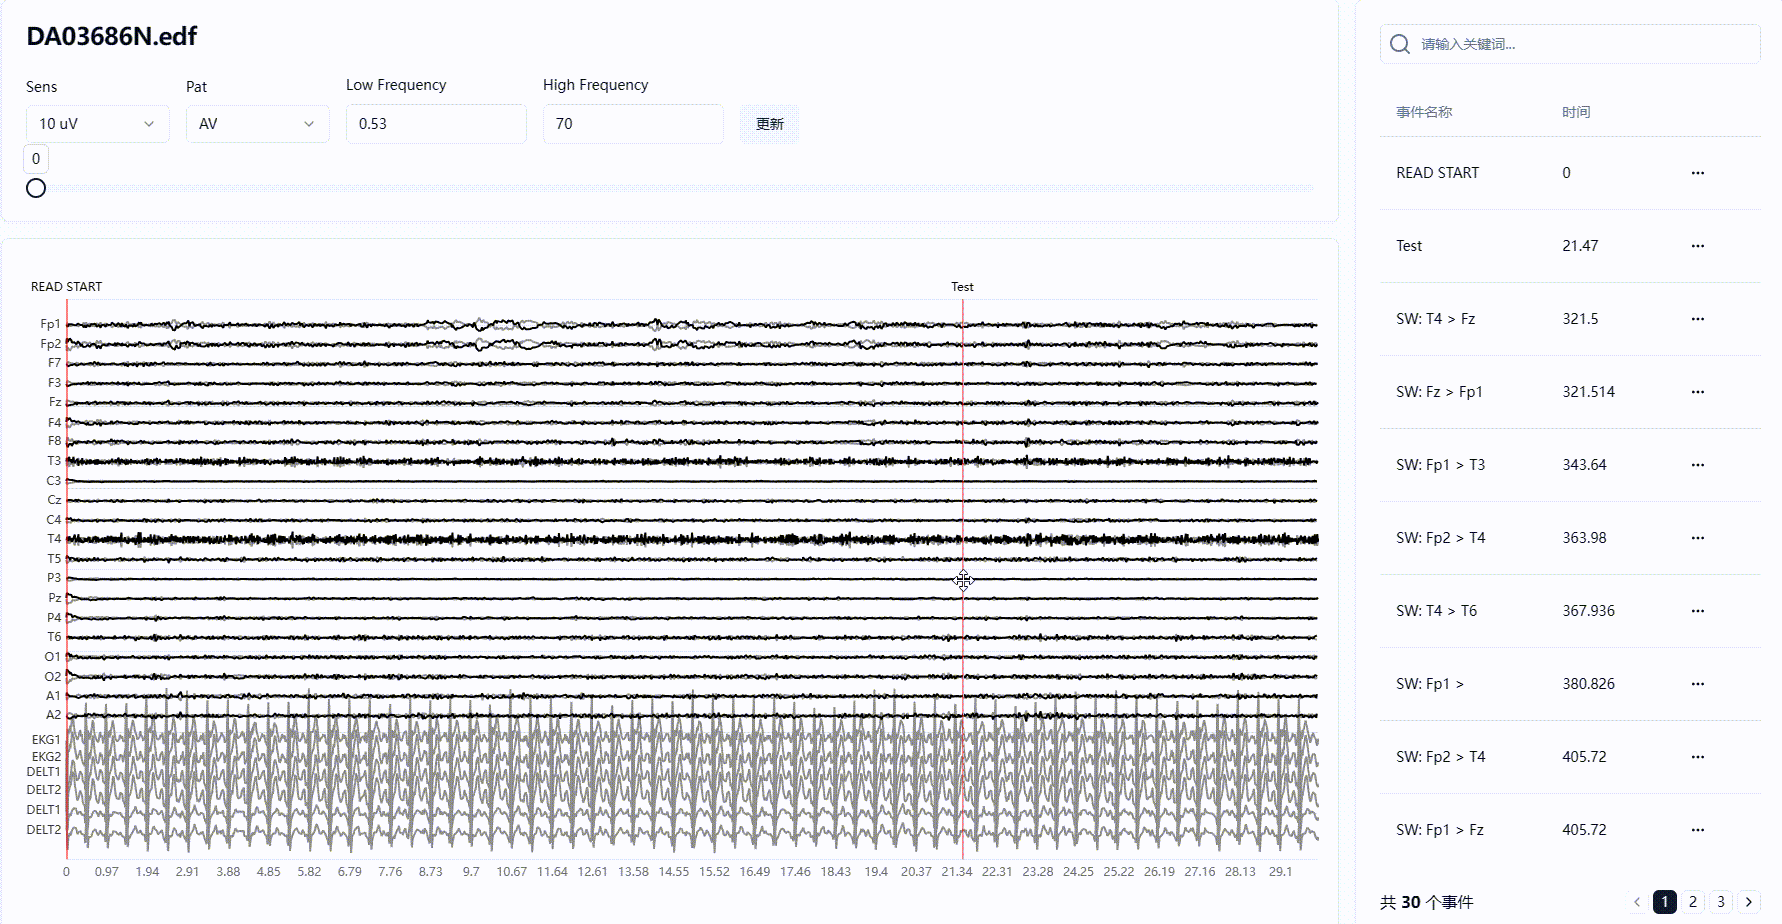 DA03686N.edf
Sens Pat Low Frequency High Frequency
10 uV AV 0.53 70 更新
0
READ START Test
Fp1
Fp2
F7
F3
Fz
F4
F8
T3
C3
Cz
C4
T4
T5
P3
Pz
P4
T6
O1
O2
A1
A2
EKG1
EKG2
DELT1
DELT2
DELT1
DELT2
0 0.97 1.94 2.91 3.88 4.85 5.82 6.79 7.76 8.73 9.7 10.67 11.64 12.61 13.58 14.55 15.52 16.49 17.46 18.43 19.4 20.37 21.34 22.31 23.28 24.25 25.22 26.19 27.16 28.13 29.1
请输入关键词...
事件名称 时间
READ START 0 ···
Test 21.47 ···
SW: T4 > Fz 321.5 ···
SW: Fz > Fp1 321.514 ···
SW: Fp1 > T3 343.64 ···
SW: Fp2 > T4 363.98 ···
SW: T4 > T6 367.936 ···
SW: Fp1 > 380.826 ···
SW: Fp2 > T4 405.72 ···
SW: Fp1 > Fz 405.72 ···
共 30 个事件 < 1 2 3 >